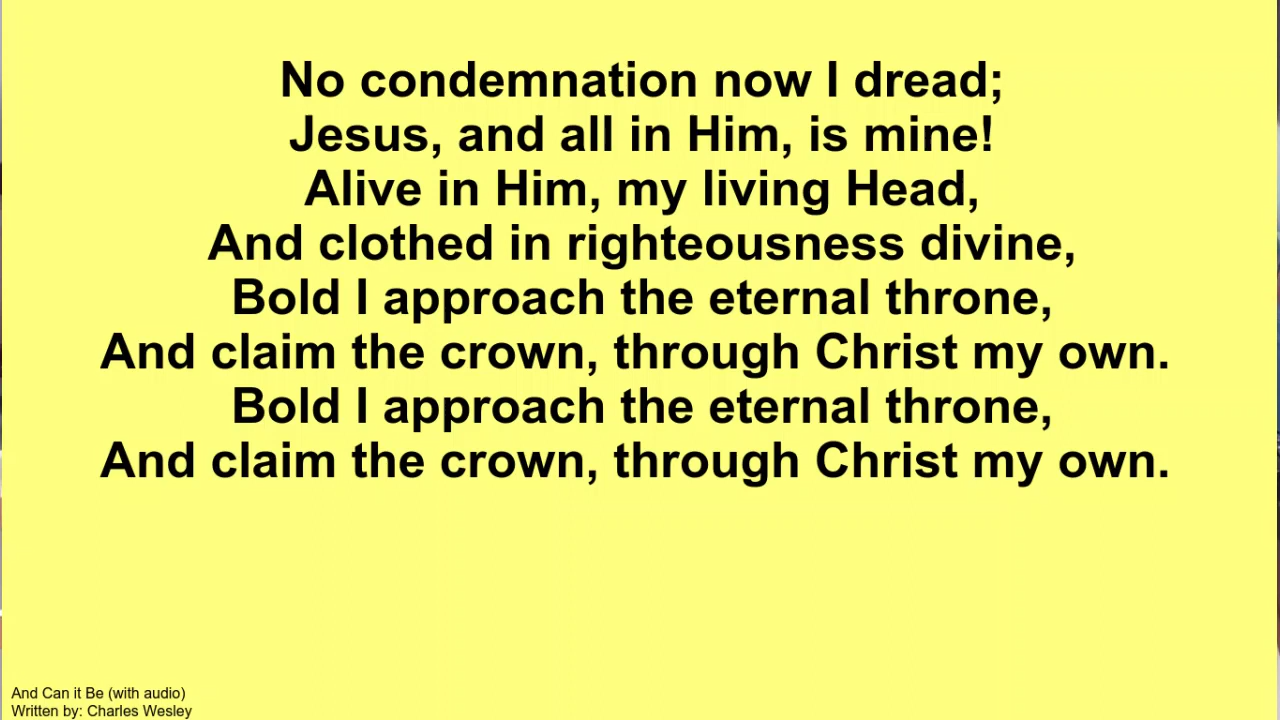 No condemnation now I dread;
Jesus, and all in Him, is mine!
Alive in Him, my living Head,
And clothed in righteousness divine,
Bold I approach the eternal throne,
And claim the crown, through Christ my own.
Bold I approach the eternal throne,
And claim the crown, through Christ my own.
And Can it Be (with audio)
Written by: Charles Wesley